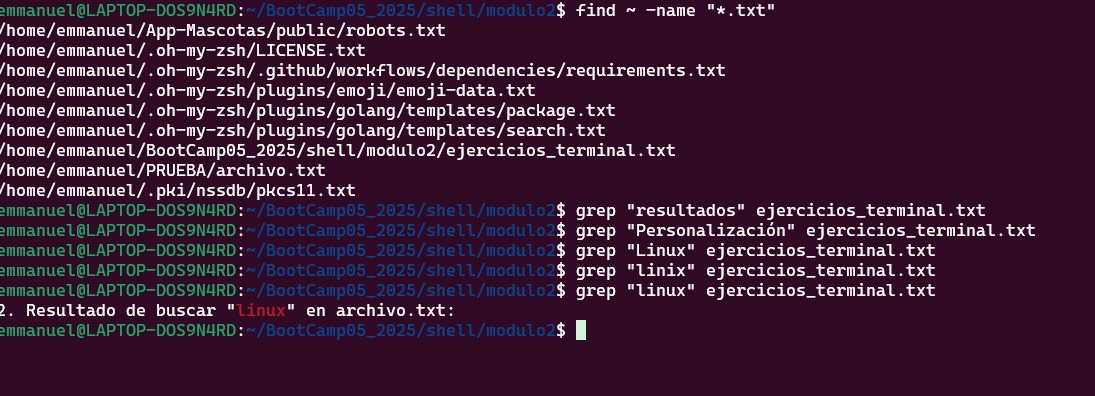 emmanuel@LAPTOP-DOS9N4RD:~/BootCamp05_2025/shell/modulo2$ find ~ -name "*.txt"
/home/emmanuel/App-Mascotas/public/robots.txt
/home/emmanuel/.oh-my-zsh/LICENSE.txt
/home/emmanuel/.oh-my-zsh/.github/workflows/dependencies/requirements.txt
/home/emmanuel/.oh-my-zsh/plugins/emoji/emoji-data.txt
/home/emmanuel/.oh-my-zsh/plugins/golang/templates/package.txt
/home/emmanuel/.oh-my-zsh/plugins/golang/templates/search.txt
/home/emmanuel/BootCamp05_2025/shell/modulo2/ejercicios_terminal.txt
/home/emmanuel/PRUEBA/archivo.txt
/home/emmanuel/.pki/nssdb/pkcs11.txt
emmanuel@LAPTOP-DOS9N4RD:~/BootCamp05_2025/shell/modulo2$ grep "resultados" ejercicios_terminal.txt
emmanuel@LAPTOP-DOS9N4RD:~/BootCamp05_2025/shell/modulo2$ grep "Personalización" ejercicios_terminal.txt
emmanuel@LAPTOP-DOS9N4RD:~/BootCamp05_2025/shell/modulo2$ grep "Linux" ejercicios_terminal.txt
emmanuel@LAPTOP-DOS9N4RD:~/BootCamp05_2025/shell/modulo2$ grep "linix" ejercicios_terminal.txt
emmanuel@LAPTOP-DOS9N4RD:~/BootCamp05_2025/shell/modulo2$ grep "linux" ejercicios_terminal.txt
2. Resultado de buscar "linux" en archivo.txt:
emmanuel@LAPTOP-DOS9N4RD:~/BootCamp05_2025/shell/modulo2$